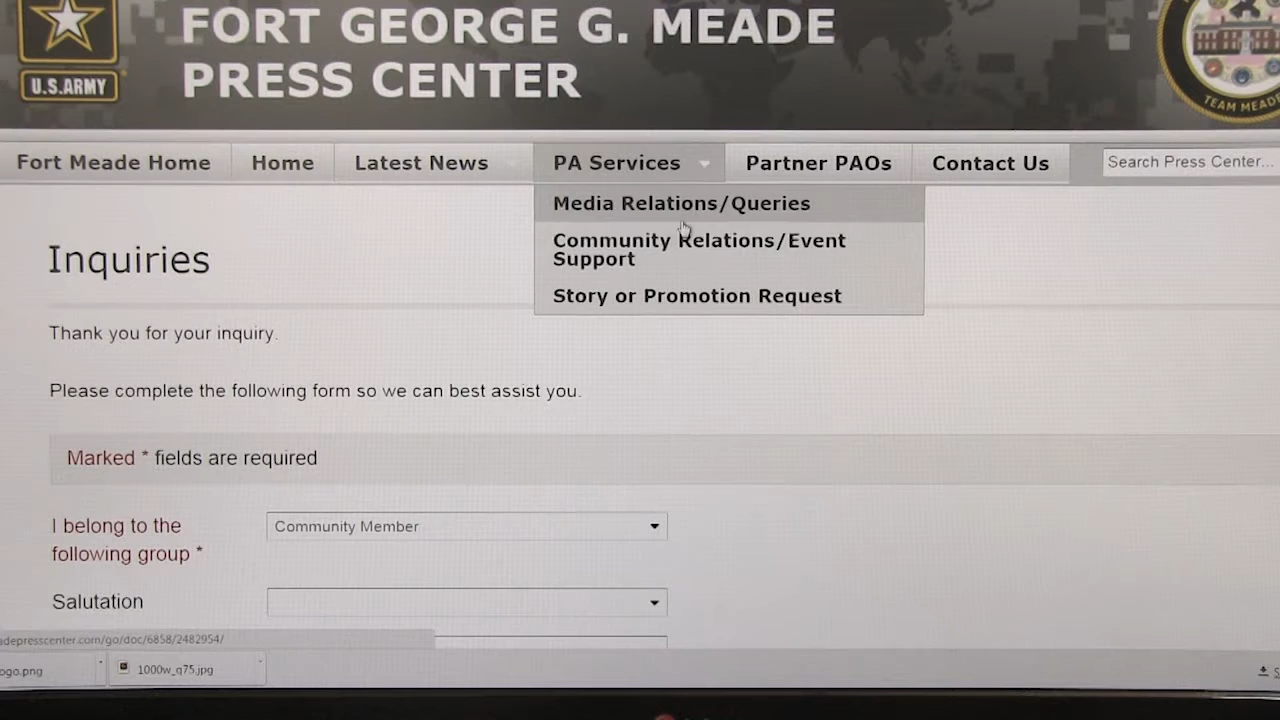 FORT GEORGE G. MEADE
PRESS CENTER
U.S.ARMY
TEAM MEADE
Fort Meade Home Home Latest News PA Services Partner PAOs Contact Us Search Press Center...
Media Relations/Queries
Community Relations/Event
Support
Story or Promotion Request
Inquiries
Thank you for your inquiry.
Please complete the following form so we can best assist you.
Marked * fields are required
I belong to the
following group *
Community Member
Salutation
adepresscenter.com/go/doc/6858/2482954/
ogo.png 1000w_q75.jpg